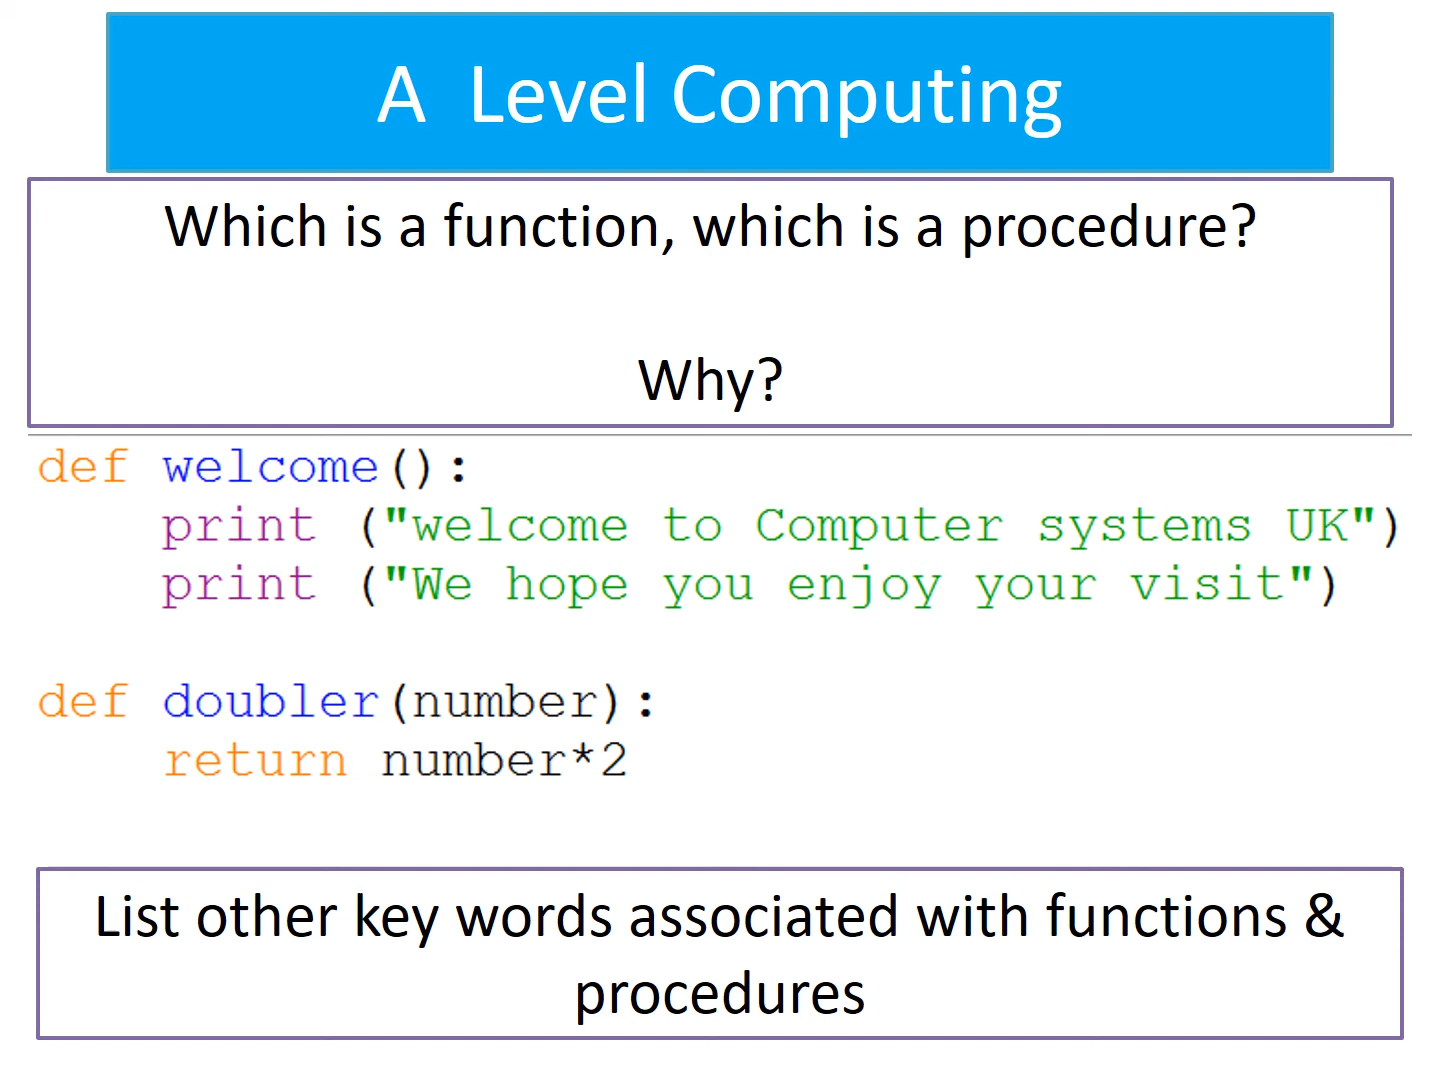 A  Level Computing
Which is a function, which is a procedure?
Why?
def welcome():
    print ("welcome to Computer systems UK")
    print ("We hope you enjoy your visit")
def doubler(number):
    return number*2
List other key words associated with functions &
procedures